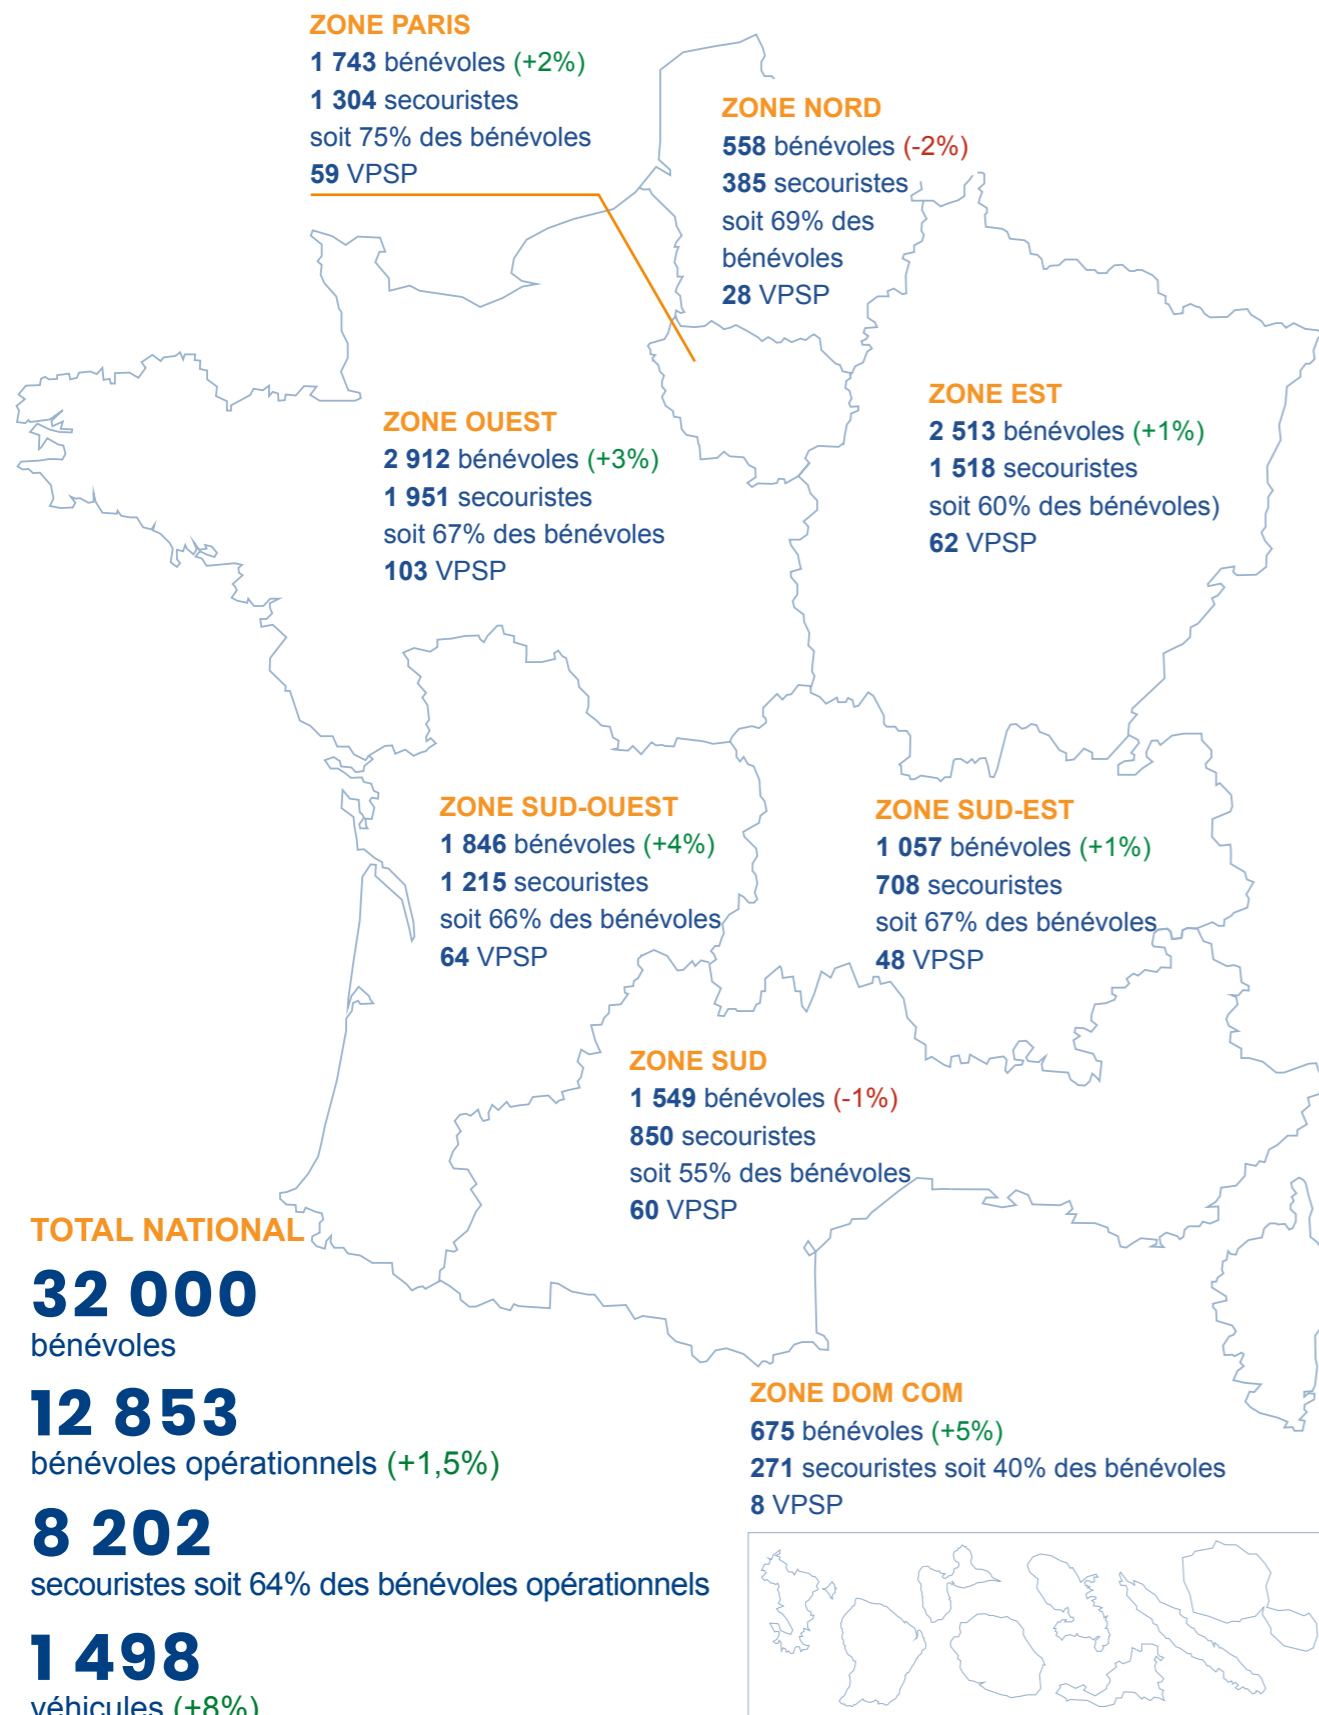 ZONE PARIS
1 743 bénévoles (+2%)
1 304 secouristes
soit 75% des bénévoles
59 VPSP
ZONE NORD
558 bénévoles (-2%)
385 secouristes
soit 69% des
bénévoles
28 VPSP
ZONE OUEST
2 912 bénévoles (+3%)
1 951 secouristes
soit 67% des bénévoles
103 VPSP
ZONE EST
2 513 bénévoles (+1%)
1 518 secouristes
soit 60% des bénévoles)
62 VPSP
ZONE SUD-OUEST
1 846 bénévoles (+4%)
1 215 secouristes
soit 66% des bénévoles
64 VPSP
ZONE SUD-EST
1 057 bénévoles (+1%)
708 secouristes
soit 67% des bénévoles
48 VPSP
ZONE SUD
1 549 bénévoles (-1%)
850 secouristes
soit 55% des bénévoles
60 VPSP
TOTAL NATIONAL
32 000
bénévoles
12 853
bénévoles opérationnels (+1,5%)
8 202
secouristes soit 64% des bénévoles opérationnels
1 498
véhicules (+8%)
ZONE DOM COM
675 bénévoles (+5%)
271 secouristes soit 40% des bénévoles
8 VPSP